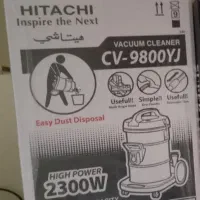 HITACHI
Inspire the Next
هيتاشي
VACUUM CLEANER
CV-9800YJ
Useful!
Simple!
Useful!
Easy Dust Disposal
HIGH POWER
2300W